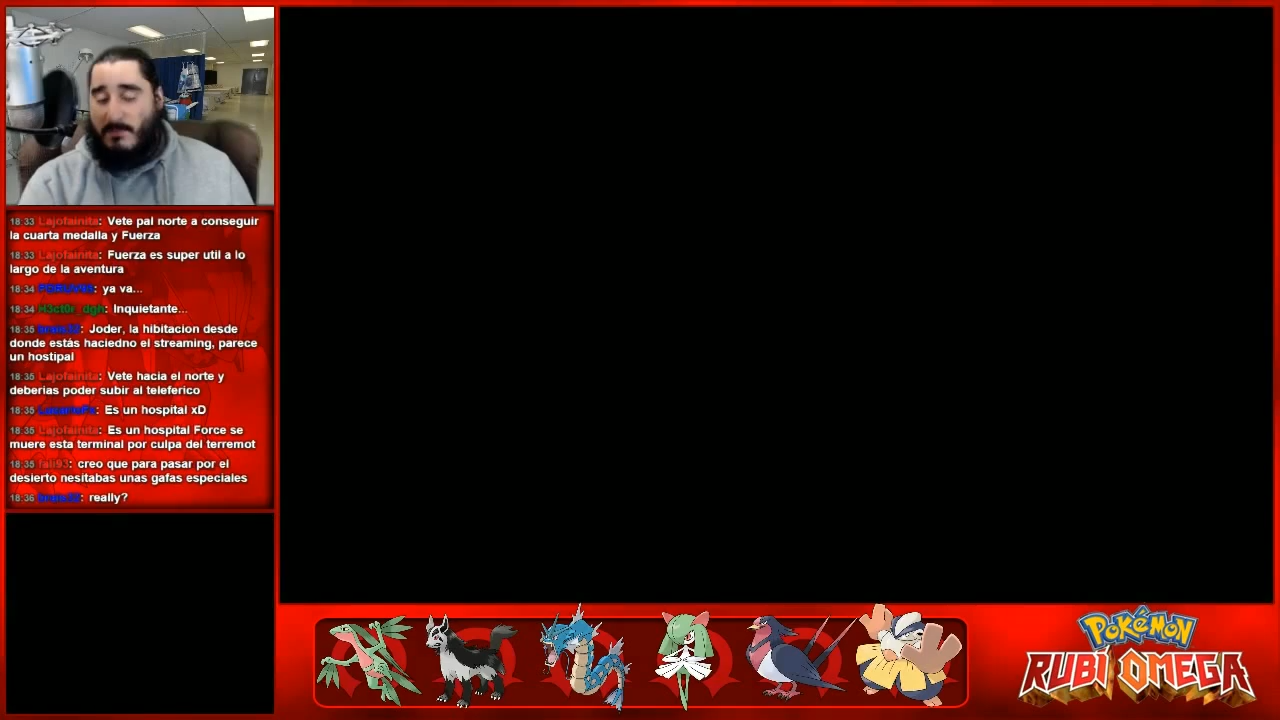 18:33 Lajofainita: Vete pal norte a conseguir
la cuarta medalla y Fuerza
18:33 Lajofainita: Fuerza es super util a lo
largo de la aventura
18:34 : ya va...
18:34 H3ct0r_dgh: Inquietante...
18:35 : Joder, la hibitacion desde
donde estás haciedno el streaming, parece
un hostipal
18:35 Lajofainita: Vete hacia el norte y
deberias poder subir al teleferico
18:35 : Es un hospital xD
18:35 Lajofainita: Es un hospital Force se
muere esta terminal por culpa del terremot
18:35 fali93: creo que para pasar por el
desierto nesitabas unas gafas especiales
18:36 : really?
POKÉMON
RUBI OMEGA